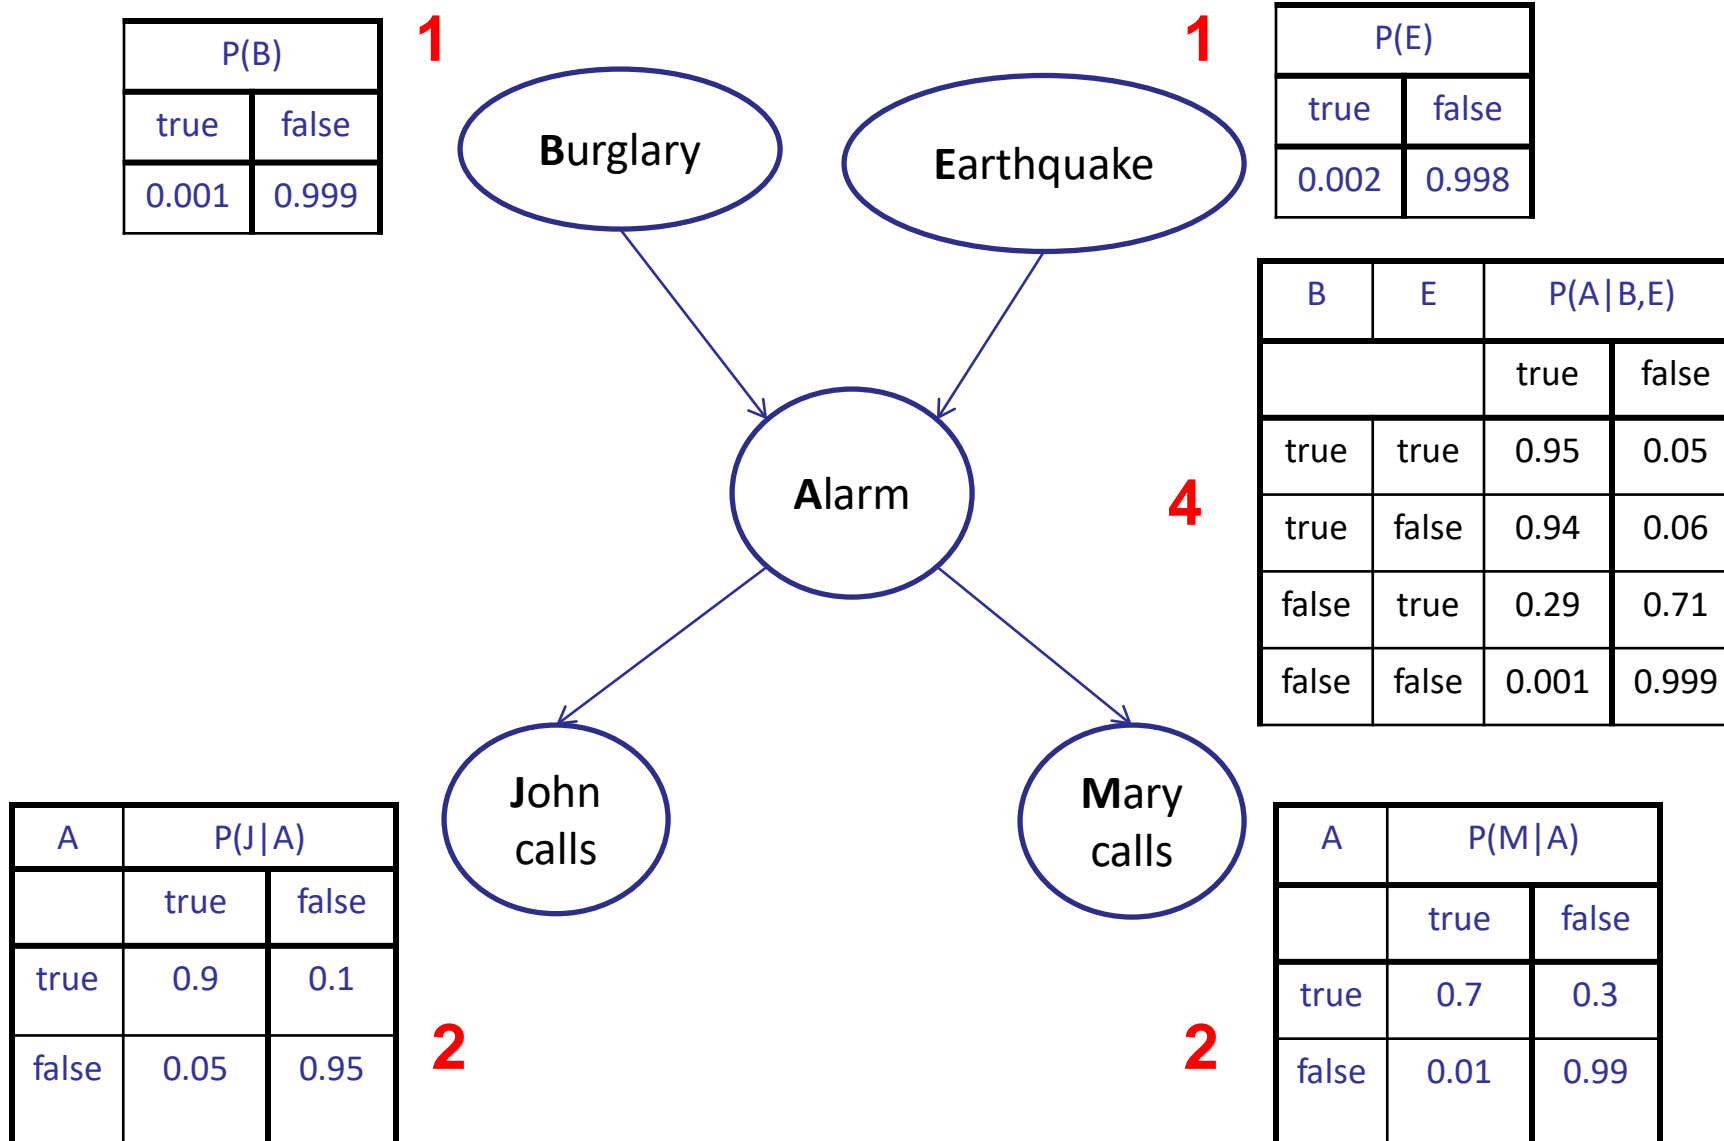 P(B)
true false
0.001 0.999
1
1
P(E)
true false
0.002 0.998
Burglary
Earthquake
B E P(A|B,E)
true false
true true 0.95 0.05
true false 0.94 0.06
false true 0.29 0.71
false false 0.001 0.999
4
Alarm
John
calls
Mary
calls
A P(J|A)
true false
true 0.9 0.1
false 0.05 0.95
2
2
A P(M|A)
true false
true 0.7 0.3
false 0.01 0.99